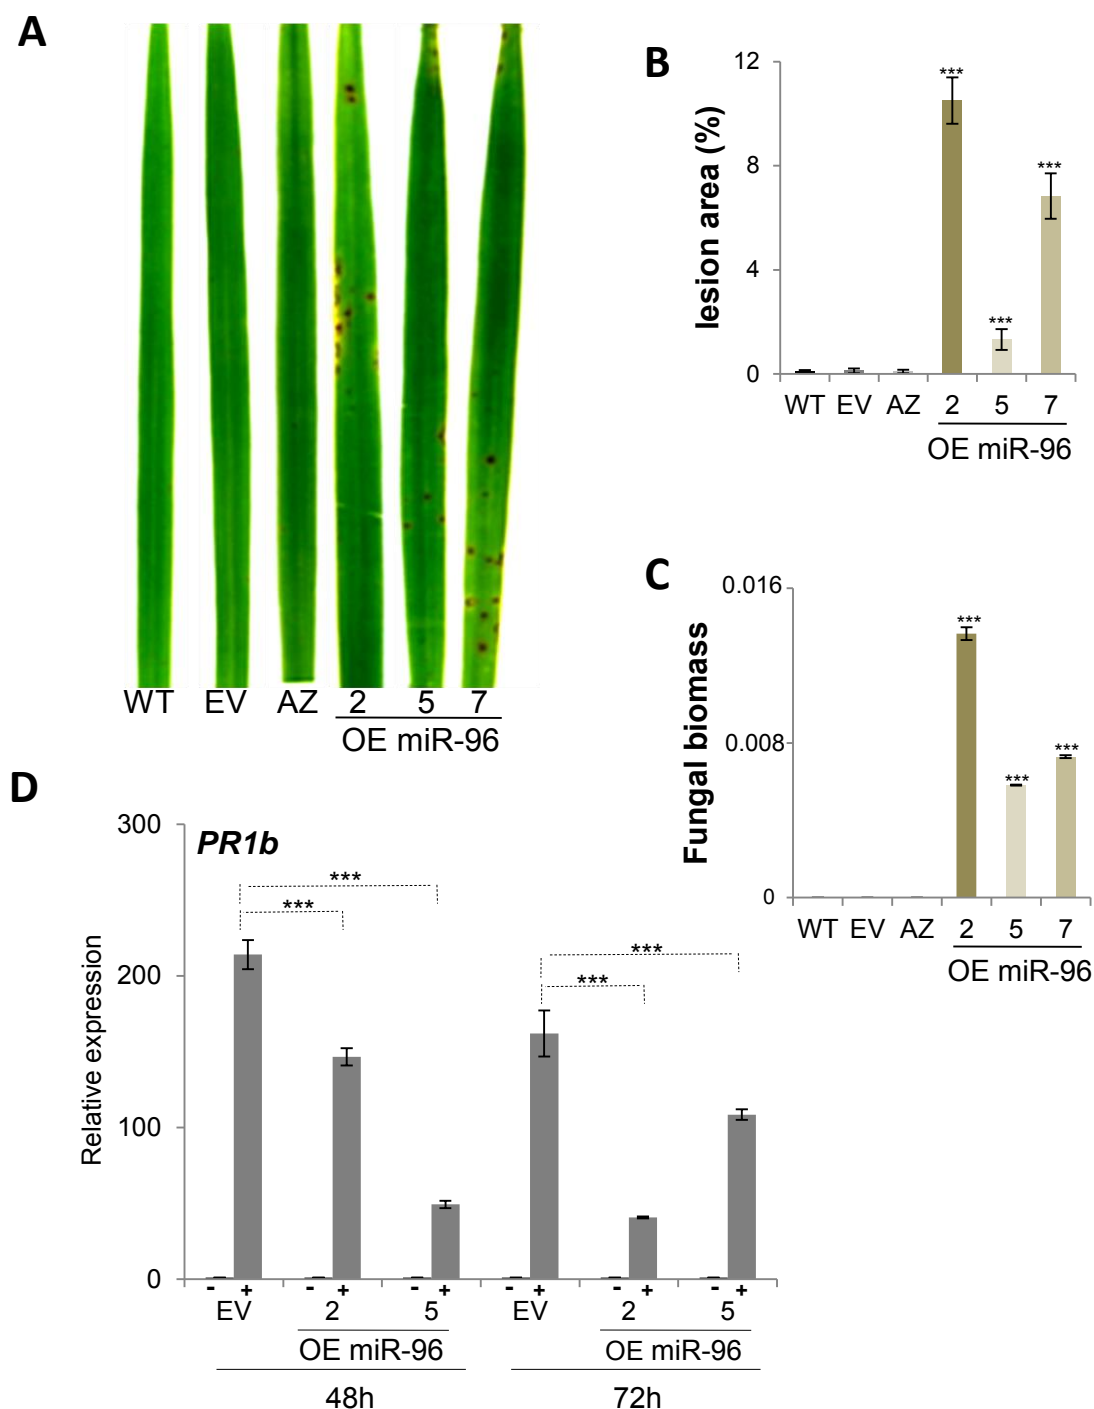 A
WT EV AZ 2 5 7
OE miR-96
B
lesion area (%)
12
8
4
0
***
***
***
WT EV AZ 2 5 7
OE miR-96
C
Fungal biomass
0.016
0.008
0
***
***
***
WT EV AZ 2 5 7
OE miR-96
D
PR1b
Relative expression
300
200
100
0
***
***
***
***
- + - + - + - + - + - +
EV 2 5 EV 2 5
OE miR-96 OE miR-96
48h 72h